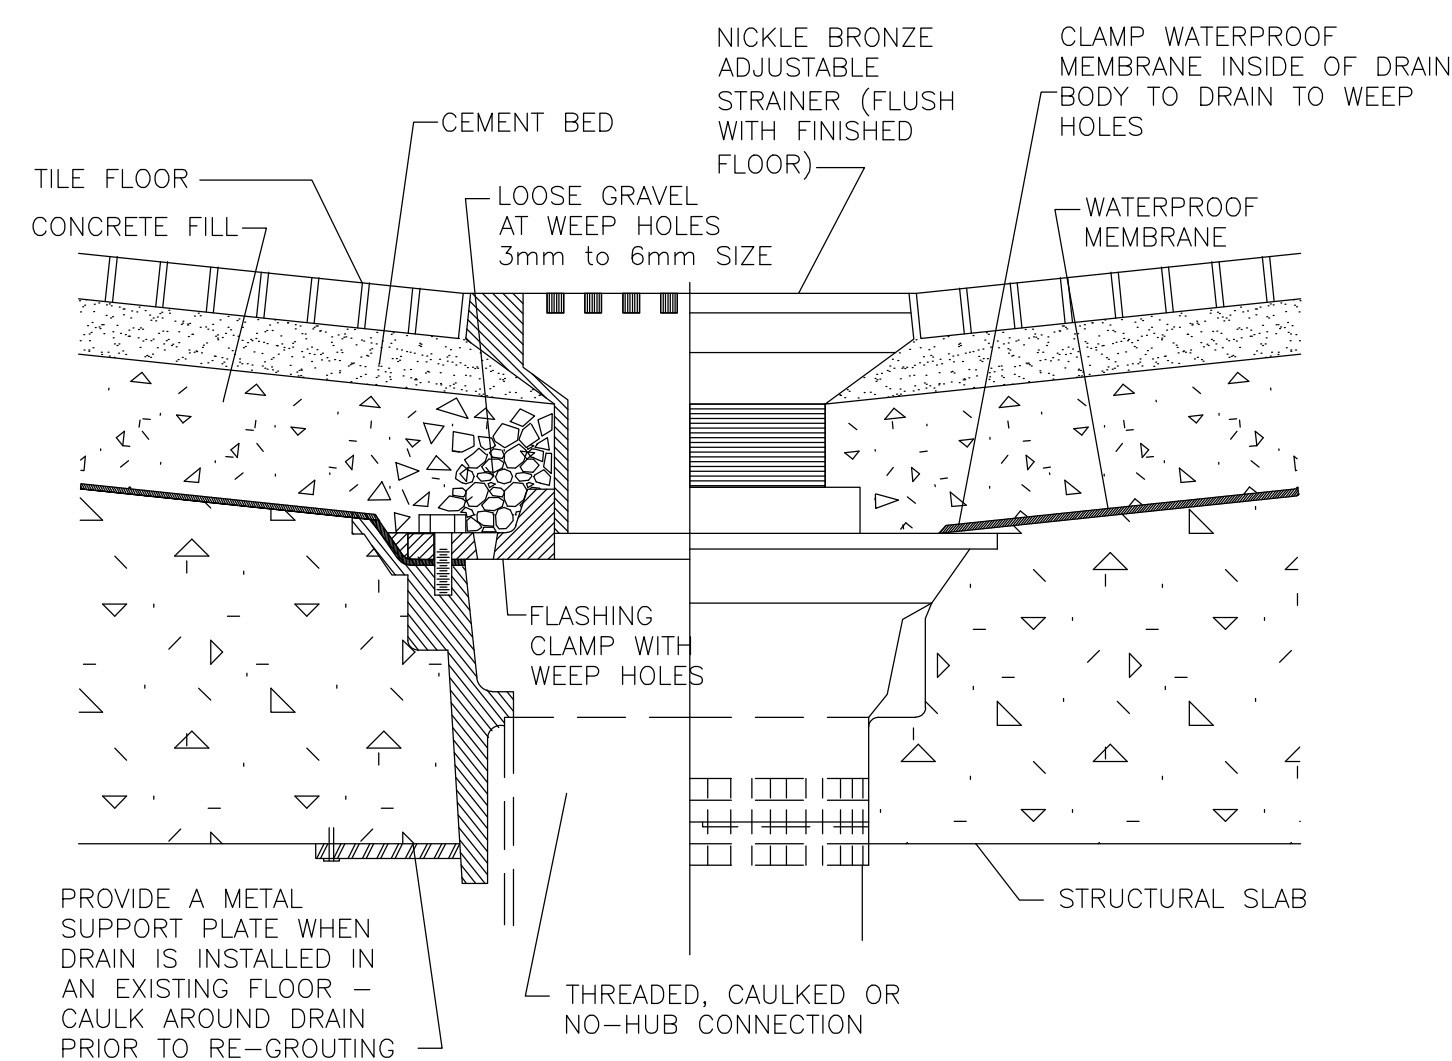 NICKLE BRONZE
ADJUSTABLE
STRAINER (FLUSH
WITH FINISHED
FLOOR)
CLAMP WATERPROOF
MEMBRANE INSIDE OF DRAIN
BODY TO DRAIN TO WEEP
HOLES
CEMENT BED
TILE FLOOR
CONCRETE FILL
LOOSE GRAVEL
AT WEEP HOLES
3mm to 6mm SIZE
WATERPROOF
MEMBRANE
FLASHING
CLAMP WITH
WEEP HOLES
PROVIDE A METAL
SUPPORT PLATE WHEN
DRAIN IS INSTALLED IN
AN EXISTING FLOOR –
CAULK AROUND DRAIN
PRIOR TO RE–GROUTING
THREADED, CAULKED OR
NO–HUB CONNECTION
STRUCTURAL SLAB